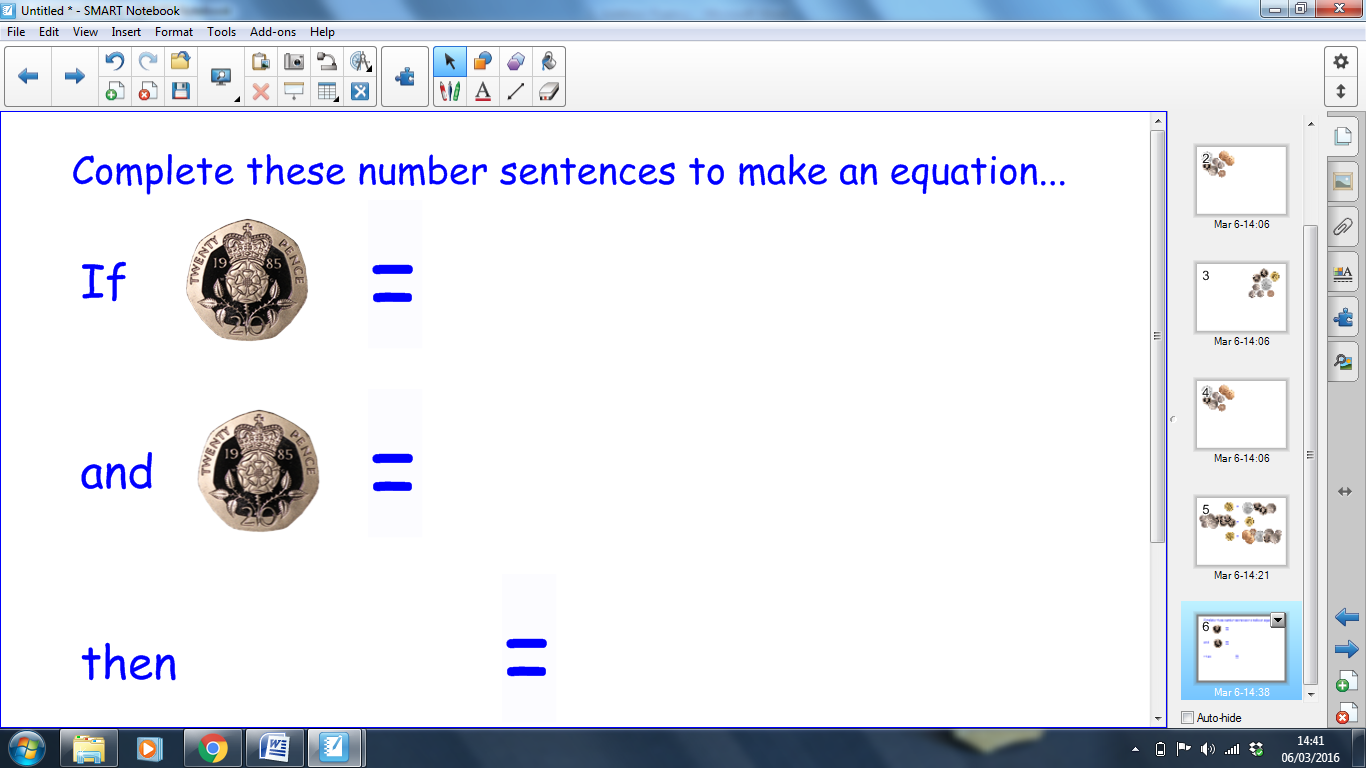 Untitled * - SMART Notebook
File Edit View Insert Format Tools Add-ons Help
Complete these number sentences to make an equation...
If TWENTY PENCE 19 85 20 =
and TWENTY PENCE 19 85 20 =
then =
2
Mar 6-14:06
3
Mar 6-14:06
4
Mar 6-14:06
5
Mar 6-14:21
6
Mar 6-14:38
Auto-hide
14:41
06/03/2016